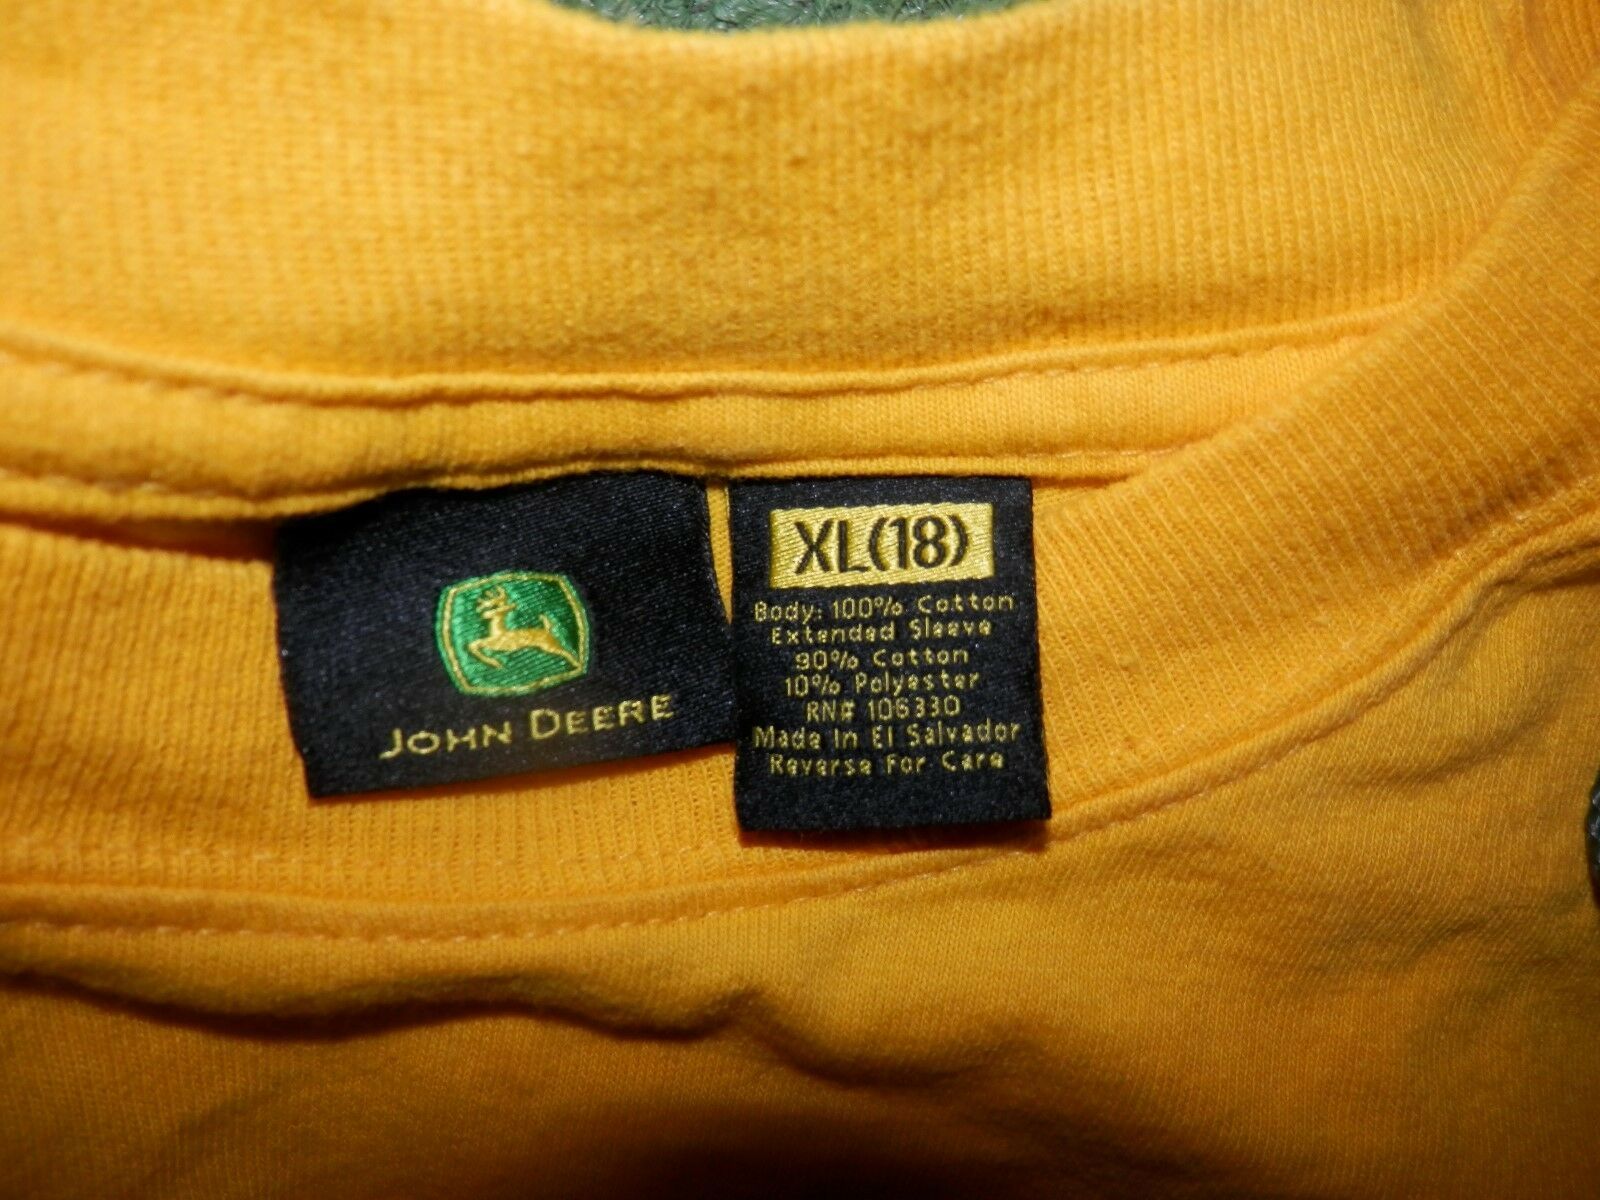 JOHN DEERE
XL(18)
Body: 100% Cotton
Extended Sleeve
90% Cotton
10% Polyester
RN# 106330
Made In El Salvador
Reverse For Care